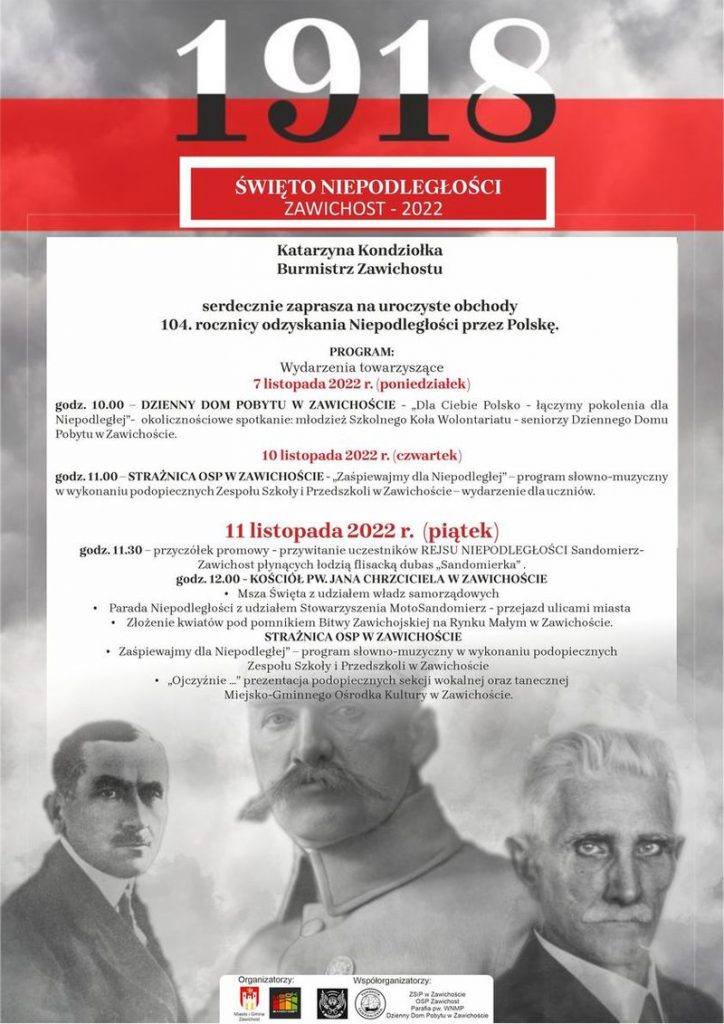 1918
ŚWIĘTO NIEPODLEGŁOŚCI
ZAWICHOST - 2022
Katarzyna Kondziołka
Burmistrz Zawichostu
serdecznie zaprasza na uroczyste obchody
104. rocznicy odzyskania Niepodległości przez Polskę.
PROGRAM:
Wydarzenia towarzyszące
7 listopada 2022 r. (poniedziałek)
godz. 10.00 – DZIENNY DOM POBYTU W ZAWICHOŚCIE - „Dla Ciebie Polsko - łączymy pokolenia dla
Niepodległej”- okolicznościowe spotkanie: młodzież Szkolnego Koła Wolontariatu - seniorzy Dziennego Domu
Pobytu w Zawichoście.
10 listopada 2022 r. (czwartek)
godz. 11.00 – STRAŻNICA OSP W ZAWICHOŚCIE - „Zaśpiewajmy dla Niepodległej” – program słowno-muzyczny
w wykonaniu podopiecznych Zespołu Szkoły i Przedszkoli w Zawichoście – wydarzenie dla uczniów.
11 listopada 2022 r. (piątek)
godz. 11.30 – przyczółek promowy - przywitanie uczestników REJSU NIEPODLEGŁOŚCI Sandomierz-
Zawichost płynących łodzią flisacką dubas „Sandomierka” .
godz. 12.00 - KOŚCIÓŁ PW. JANA CHRZCICIELA W ZAWICHOŚCIE
• Msza Święta z udziałem władz samorządowych
• Parada Niepodległości z udziałem Stowarzyszenia MotoSandomierz - przejazd ulicami miasta
• Złożenie kwiatów pod pomnikiem Bitwy Zawichojskiej na Rynku Małym w Zawichoście.
STRAŻNICA OSP W ZAWICHOŚCIE
• Zaśpiewajmy dla Niepodległej” – program słowno-muzyczny w wykonaniu podopiecznych
Zespołu Szkoły i Przedszkoli w Zawichoście
• „Ojczyźnie ...” prezentacja podopiecznych sekcji wokalnej oraz tanecznej
Miejsko-Gminnego Ośrodka Kultury w Zawichoście.
Organizatorzy:
Współorganizatorzy:
Miasto i Gmina
Zawichost
ZSiP w Zawichoście
OSP Zawichost
Parafia pw. WNMP
Dzienny Dom Pobytu w Zawichoście